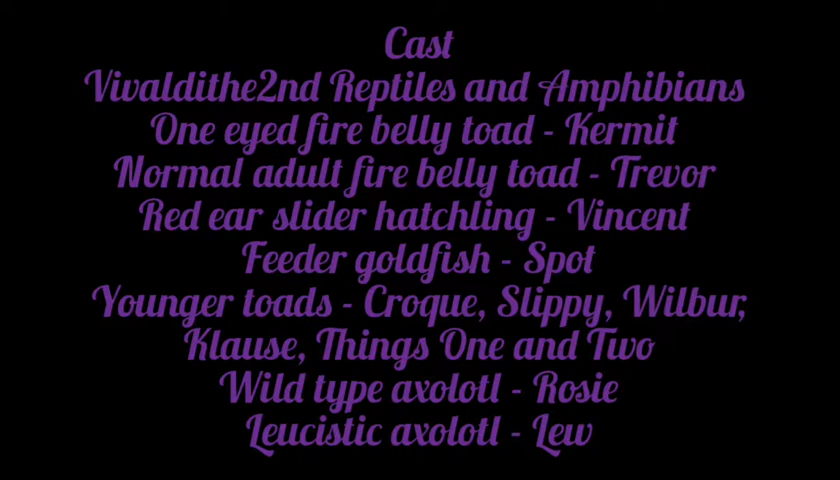 Cast
Vivaldithe2nd Reptiles and Amphibians
One eyed fire belly toad - Kermit
Normal adult fire belly toad - Trevor
Red ear slider hatchling - Vincent
Feeder goldfish - Spot
Younger toads - Croque, Slippy, Wilbur,
Klause, Things One and Two
Wild type axolotl - Rosie
Leucistic axolotl - Lew